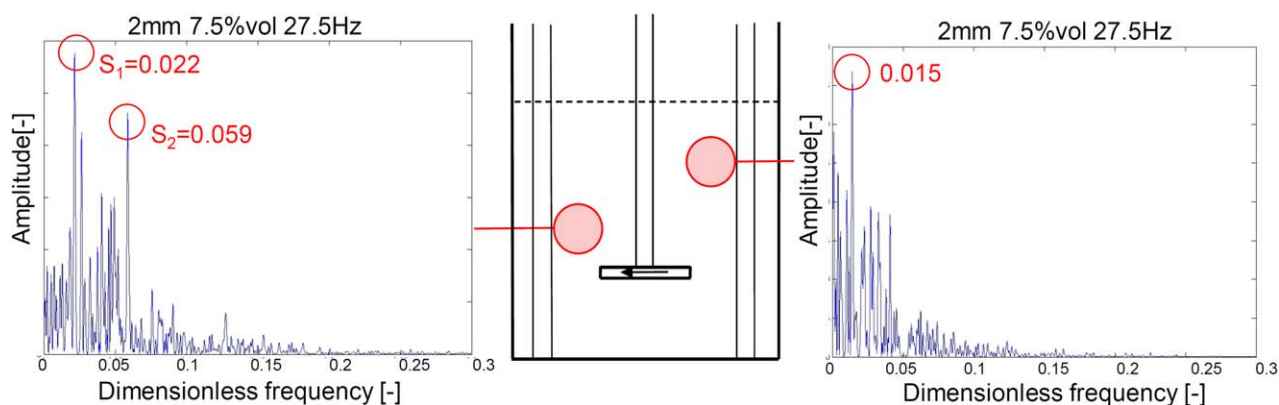 2mm 7.5%vol 27.5Hz
S₁=0.022
S₂=0.059
Amplitude[-]
0 0.05 0.1 0.15 0.2 0.25 0.3
Dimensionless frequency [-]
2mm 7.5%vol 27.5Hz
0.015
Amplitude[-]
0 0.05 0.1 0.15 0.2 0.25 0.3
Dimensionless frequency [-]